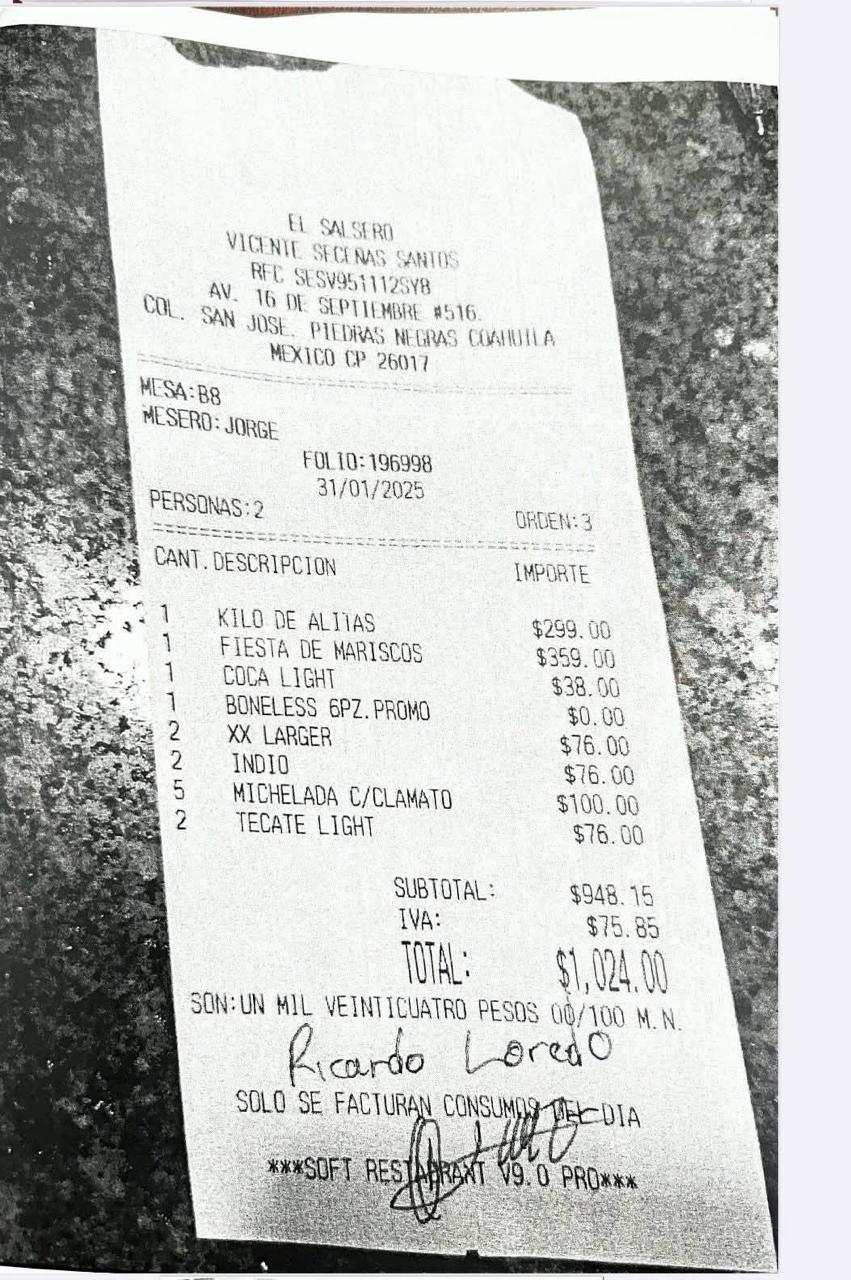 EL SALSERO
VICENTE SECEÑAS SANTOS
RFC SESV951112SYB
AV. 16 DE SEPTIEMBRE #516.
COL. SAN JOSE. PIEDRAS NEGRAS COAHUILA
MEXICO CP 26017
MESA:B8
MESERO:JORGE
FOLIO:196998
31/01/2025
PERSONAS:2 ORDEN:3
CANT. DESCRIPCION IMPORTE
1 KILO DE ALITAS $299.00
1 FIESTA DE MARISCOS $359.00
1 COCA LIGHT $38.00
1 BONELESS 6PZ.PROMO $0.00
2 XX LARGER $76.00
2 INDIO $76.00
5 MICHELADA C/CLAMATO $100.00
2 TECATE LIGHT $76.00
SUBTOTAL: $948.15
IVA: $75.85
TOTAL: $1,024.00
SON:UN MIL VEINTICUATRO PESOS 00/100 M.N.
Ricardo Loredo
SOLO SE FACTURAN CONSUMOS DEL DIA
***SOFT RESTAURANT V9.0 PRO***